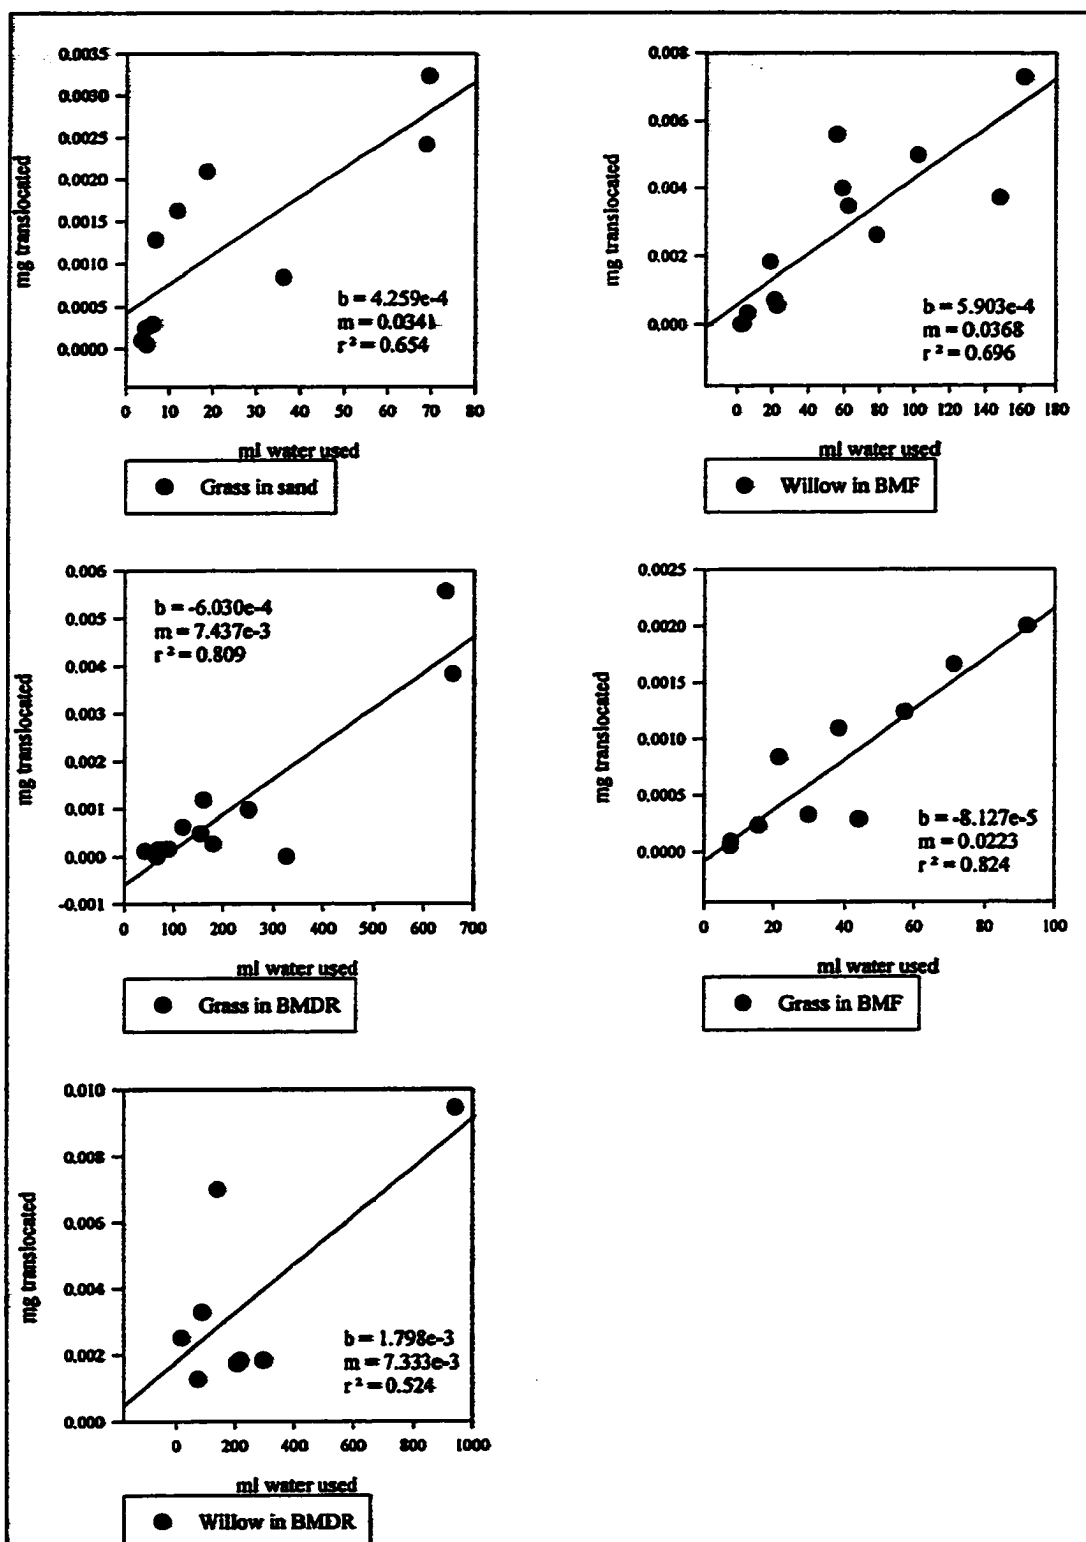 0.0035
0.0030
0.0025
0.0020
0.0015
0.0010
0.0005
0.0000
mg translocated
b = 4.259e-4
m = 0.0341
r² = 0.654
0 10 20 30 40 50 60 70 80
ml water used
Grass in sand
0.008
0.006
0.004
0.002
0.000
mg translocated
b = 5.903e-4
m = 0.0368
r² = 0.696
0 20 40 60 80 100 120 140 160 180
ml water used
Willow in BMF
0.006
0.005
0.004
0.003
0.002
0.001
0.000
-0.001
mg translocated
b = -6.030e-4
m = 7.437e-3
r² = 0.809
0 100 200 300 400 500 600 700
ml water used
Grass in BMDR
0.0025
0.0020
0.0015
0.0010
0.0005
0.0000
mg translocated
b = -8.127e-5
m = 0.0223
r² = 0.824
0 20 40 60 80 100
ml water used
Grass in BMF
0.010
0.008
0.006
0.004
0.002
0.000
mg translocated
b = 1.798e-3
m = 7.333e-3
r² = 0.524
0 200 400 600 800 1000
ml water used
Willow in BMDR